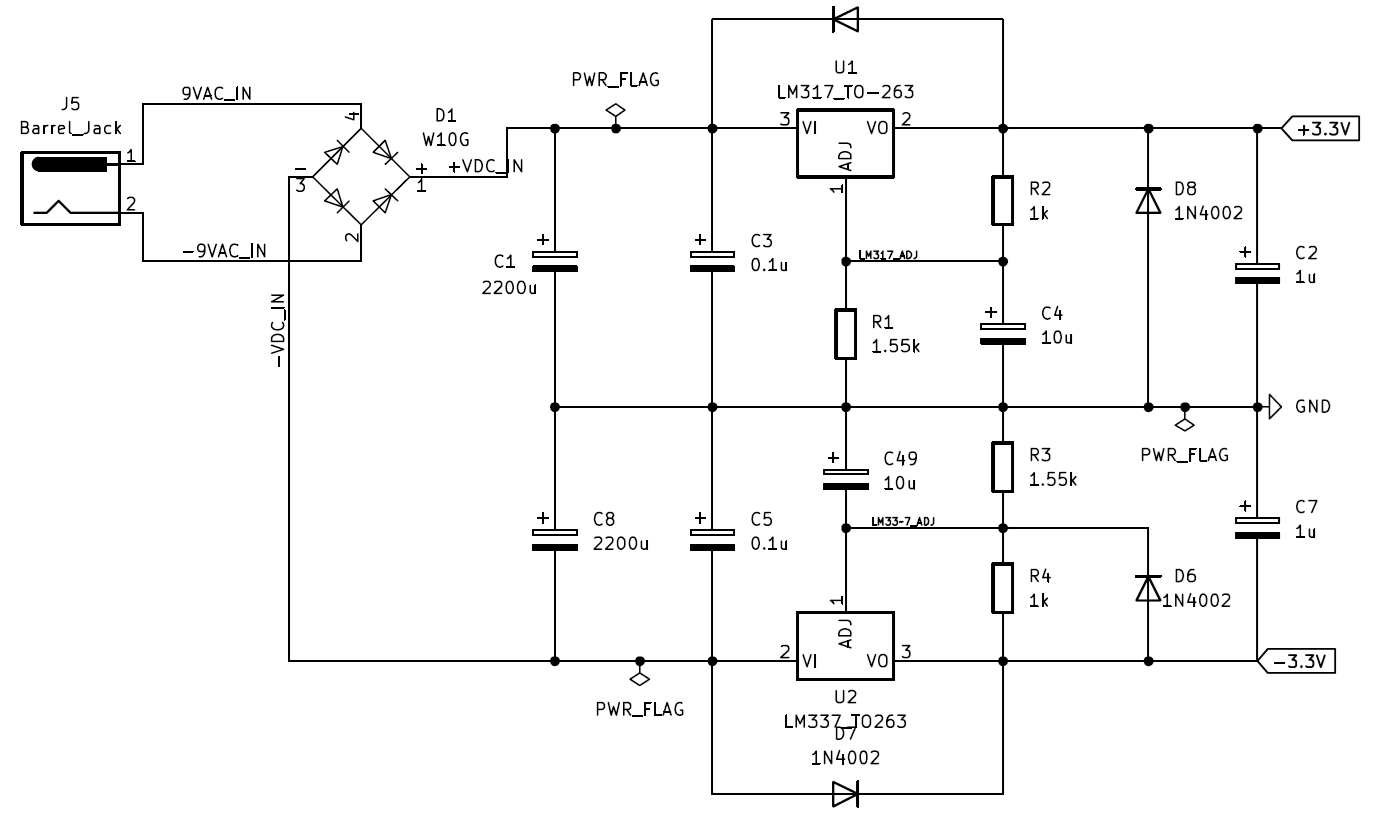 J5
Barrel_Jack
1
2
9VAC_IN
-9VAC_IN
4
-
3
2
+
1
D1
W10G
+VDC_IN
-VDC_IN
PWR_FLAG
U1
LM317_TO-263
3
VI
VO
2
ADJ
1
+3.3V
+
C1
2200u
+
C3
0.1u
LM317_ADJ
R2
1k
D8
1N4002
+
C2
1u
R1
1.55k
+
C4
10u
GND
PWR_FLAG
+
C49
10u
R3
1.55k
+
C8
2200u
+
C5
0.1u
LM33-7_ADJ
+
C7
1u
R4
1k
D6
1N4002
1
ADJ
2
VI
VO
3
-3.3V
PWR_FLAG
U2
LM337_TO263
D7
1N4002